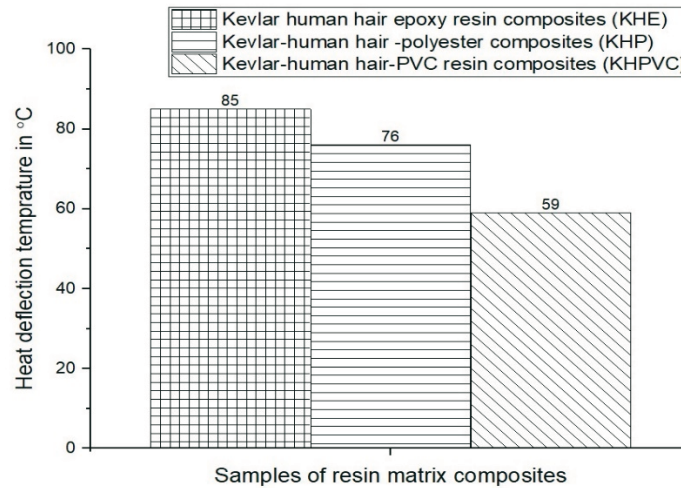 Kevlar human hair epoxy resin composites (KHE)
Kevlar-human hair -polyester composites (KHP)
Kevlar-human hair-PVC resin composites (KHPVC)
100
80
60
40
20
0
Heat deflection temprature in °C
85
76
59
Samples of resin matrix composites